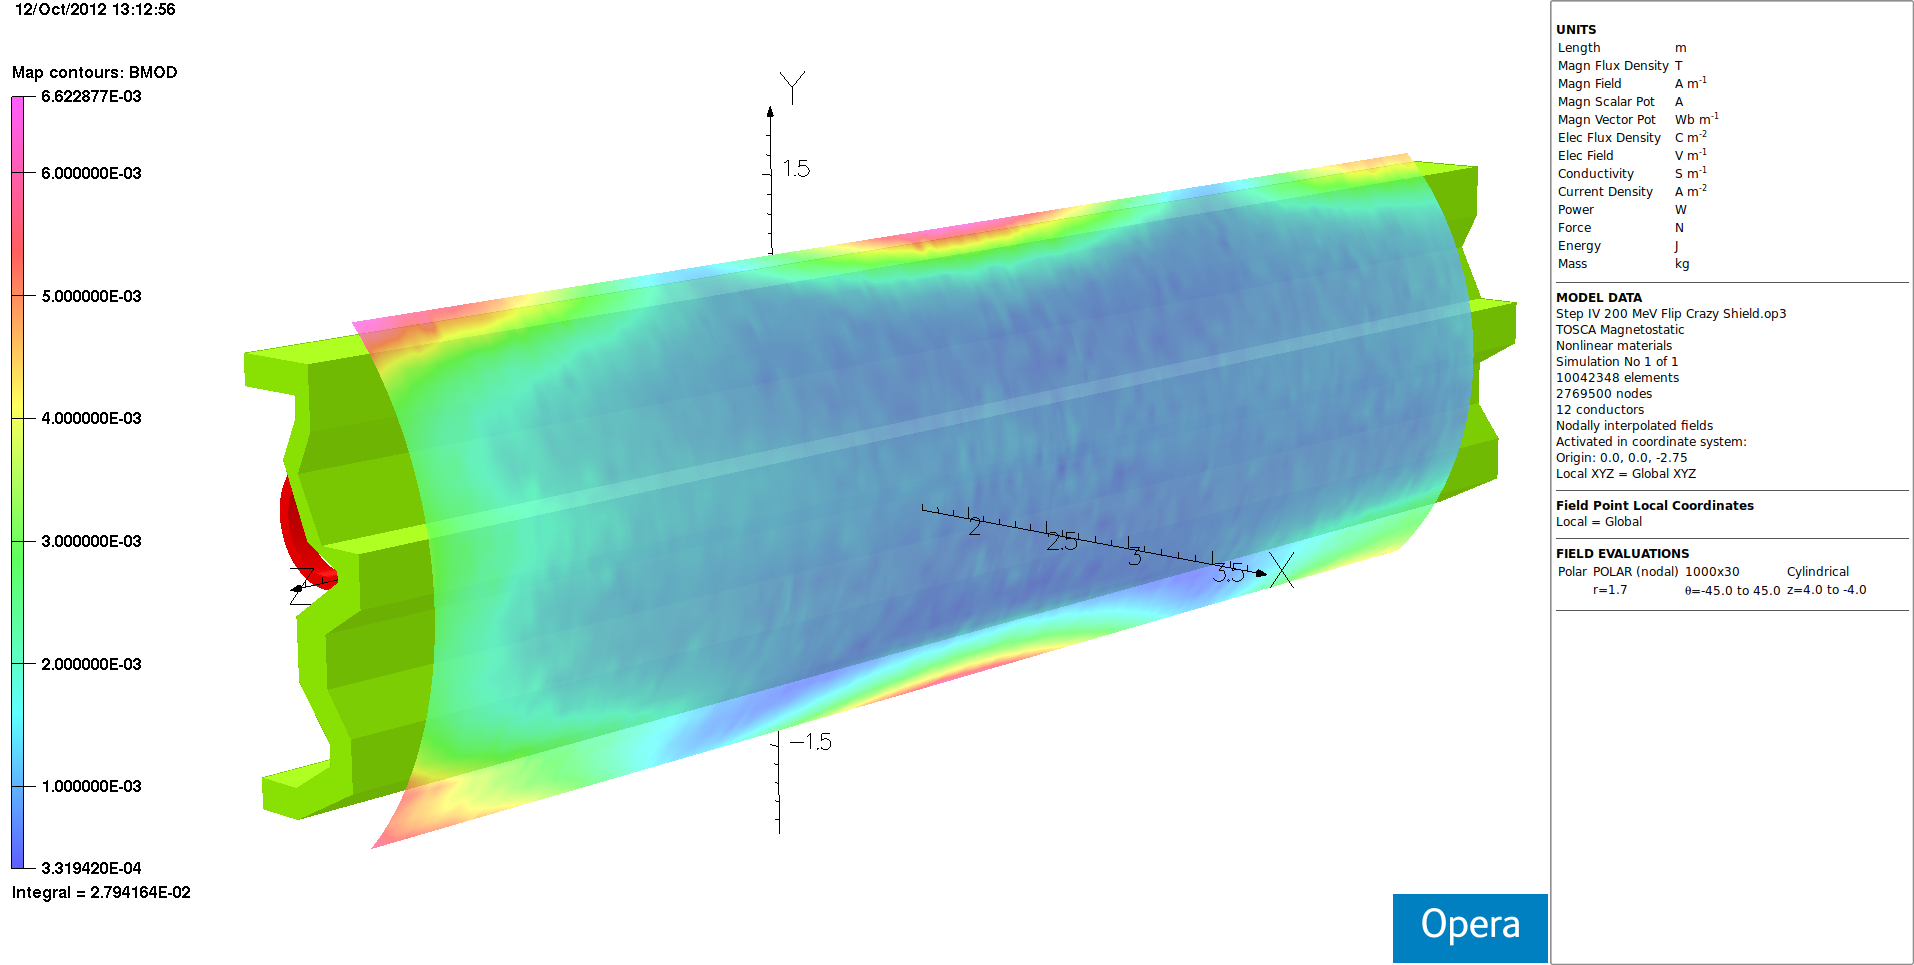 12/Oct/2012 13:12:56
Map contours: BMOD
6.622877E-03
6.000000E-03
5.000000E-03
4.000000E-03
3.000000E-03
2.000000E-03
1.000000E-03
3.319420E-04
Integral = 2.794164E-02
Y
1.5
2
2.5
3
3.5
X
Z
-1.5
Opera
UNITS
Length m
Magn Flux Density T
Magn Field A m⁻¹
Magn Scalar Pot A
Magn Vector Pot Wb m⁻¹
Elec Flux Density C m⁻²
Elec Field V m⁻¹
Conductivity S m⁻¹
Current Density A m⁻²
Power W
Force N
Energy J
Mass kg
MODEL DATA
Step IV 200 MeV Flip Crazy Shield.op3
TOSCA Magnetostatic
Nonlinear materials
Simulation No 1 of 1
10042348 elements
2769500 nodes
12 conductors
Nodally interpolated fields
Activated in coordinate system:
Origin: 0.0, 0.0, -2.75
Local XYZ = Global XYZ
Field Point Local Coordinates
Local = Global
FIELD EVALUATIONS
Polar POLAR (nodal) 1000x30 Cylindrical
r=1.7 θ=-45.0 to 45.0 z=4.0 to -4.0